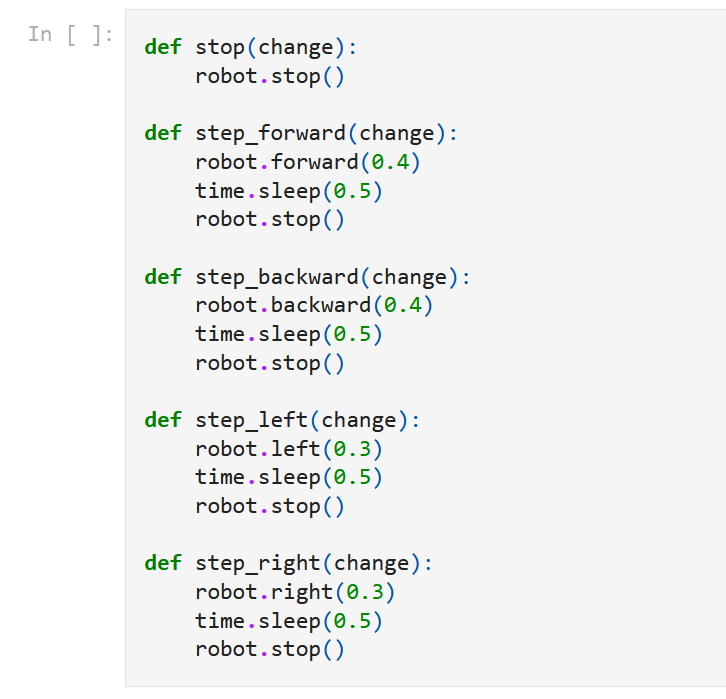 In [ ]:
def stop(change):
    robot.stop()

def step_forward(change):
    robot.forward(0.4)
    time.sleep(0.5)
    robot.stop()

def step_backward(change):
    robot.backward(0.4)
    time.sleep(0.5)
    robot.stop()

def step_left(change):
    robot.left(0.3)
    time.sleep(0.5)
    robot.stop()

def step_right(change):
    robot.right(0.3)
    time.sleep(0.5)
    robot.stop()